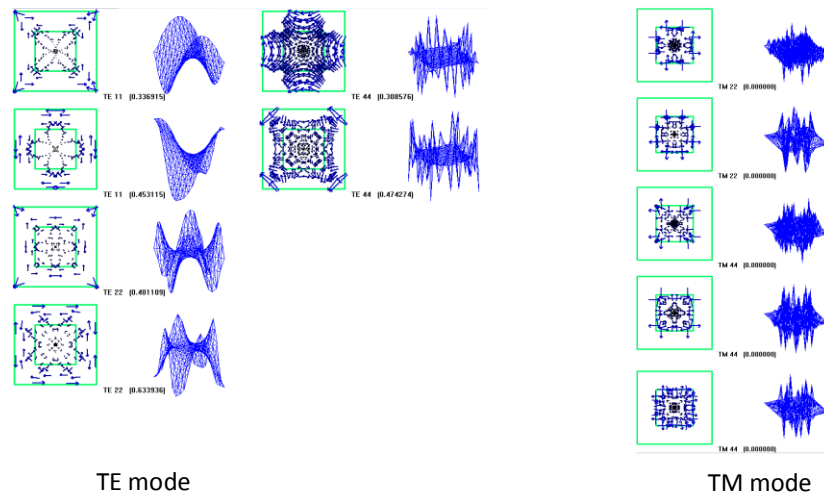 TE 11 (0.336915)
TE 44 (0.308576)
TE 11 (0.453115)
TE 44 (0.474274)
TE 22 (0.481109)
TE 22 (0.633936)
TE mode
TM 22 (0.000000)
TM 22 (0.000000)
TM 44 (0.000000)
TM 44 (0.000000)
TM 44 (0.000000)
TM mode